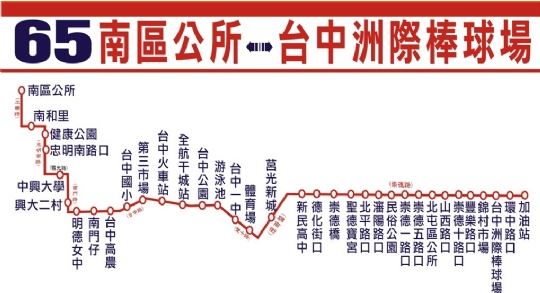 65南區公所⇔台中洲際棒球場
南區公所
南和里
健康公園
忠明南路口
中興大學
興大二村
明德女中
南門仔
台中高農
台中國小
第三市場
台中火車站
全航干城站
台中公園
游泳池
台中一中
體育場
莒光新城
新民高中
德化街口
崇德橋
聖德寶宮
北平路口
瀋陽路口
民俗公園
崇德一路口
崇德五路口
北屯區公所
山西路口
崇德十路口
豐樂路口
錦村市場
台中洲際棒球場
環中路口
加油站
(崇德路)